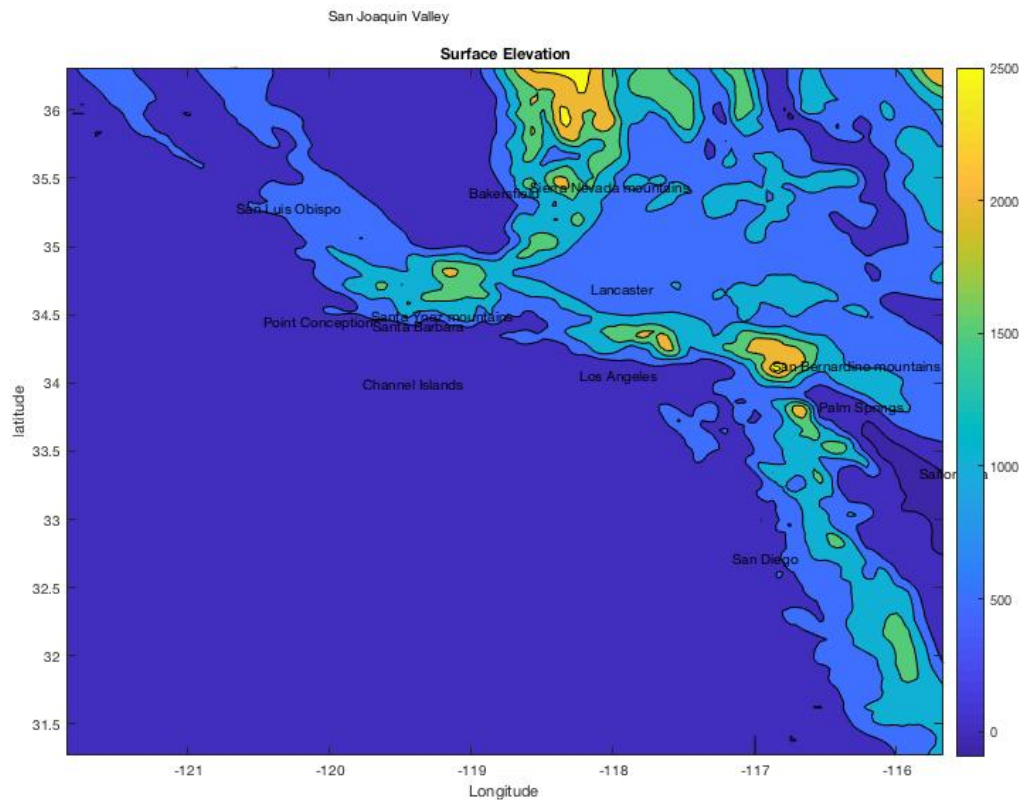 San Joaquin Valley
Surface Elevation
2500
2000
1500
1000
500
0
36
35.5
35
34.5
34
33.5
33
32.5
32
31.5
latitude
Bakersfield
Sierra Nevada mountains
San Luis Obispo
Lancaster
Santa Ynez mountains
Point Conception
Santa Barbara
San Bernardino mountains
Los Angeles
Channel Islands
Palm Springs
San Diego
-121
-120
-119
-118
-117
-116
Longitude